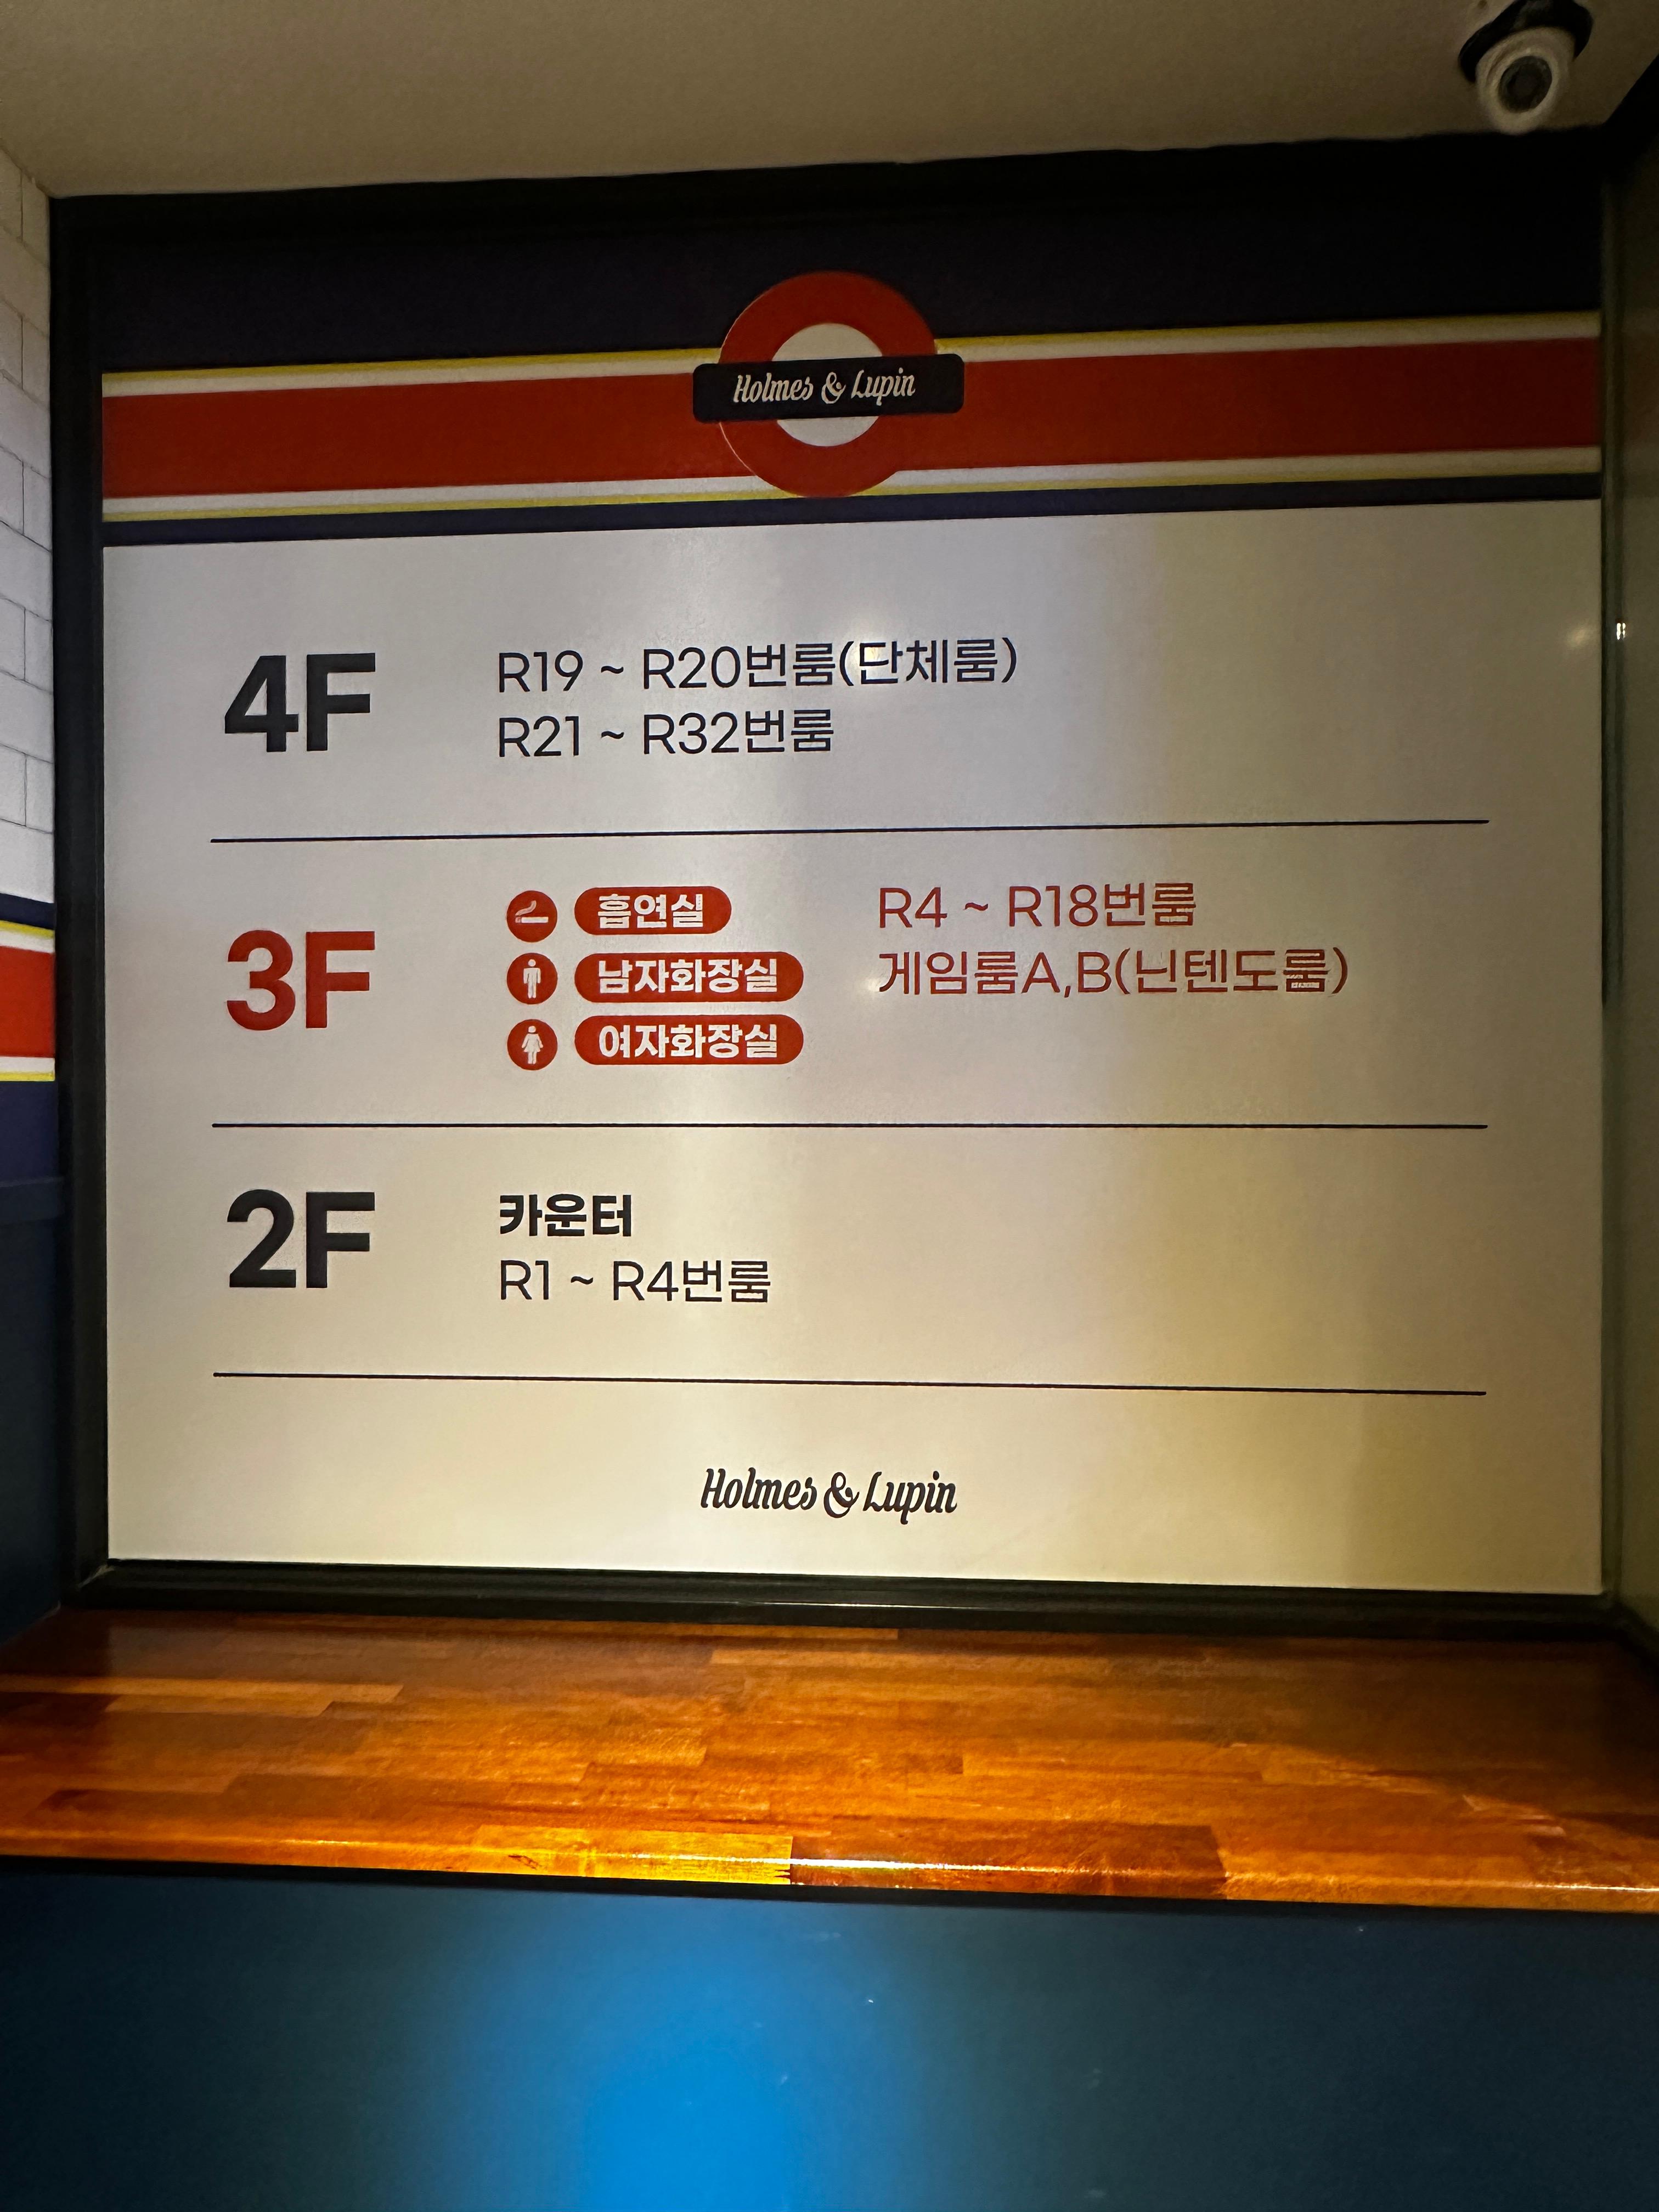 Holmes & Lupin
4F
R19 ~ R20번룸(단체룸)
R21 ~ R32번룸
3F
흡연실
남자화장실
여자화장실
R4 ~ R18번룸
게임룸A,B(닌텐도룸)
2F
카운터
R1 ~ R4번룸
Holmes & Lupin